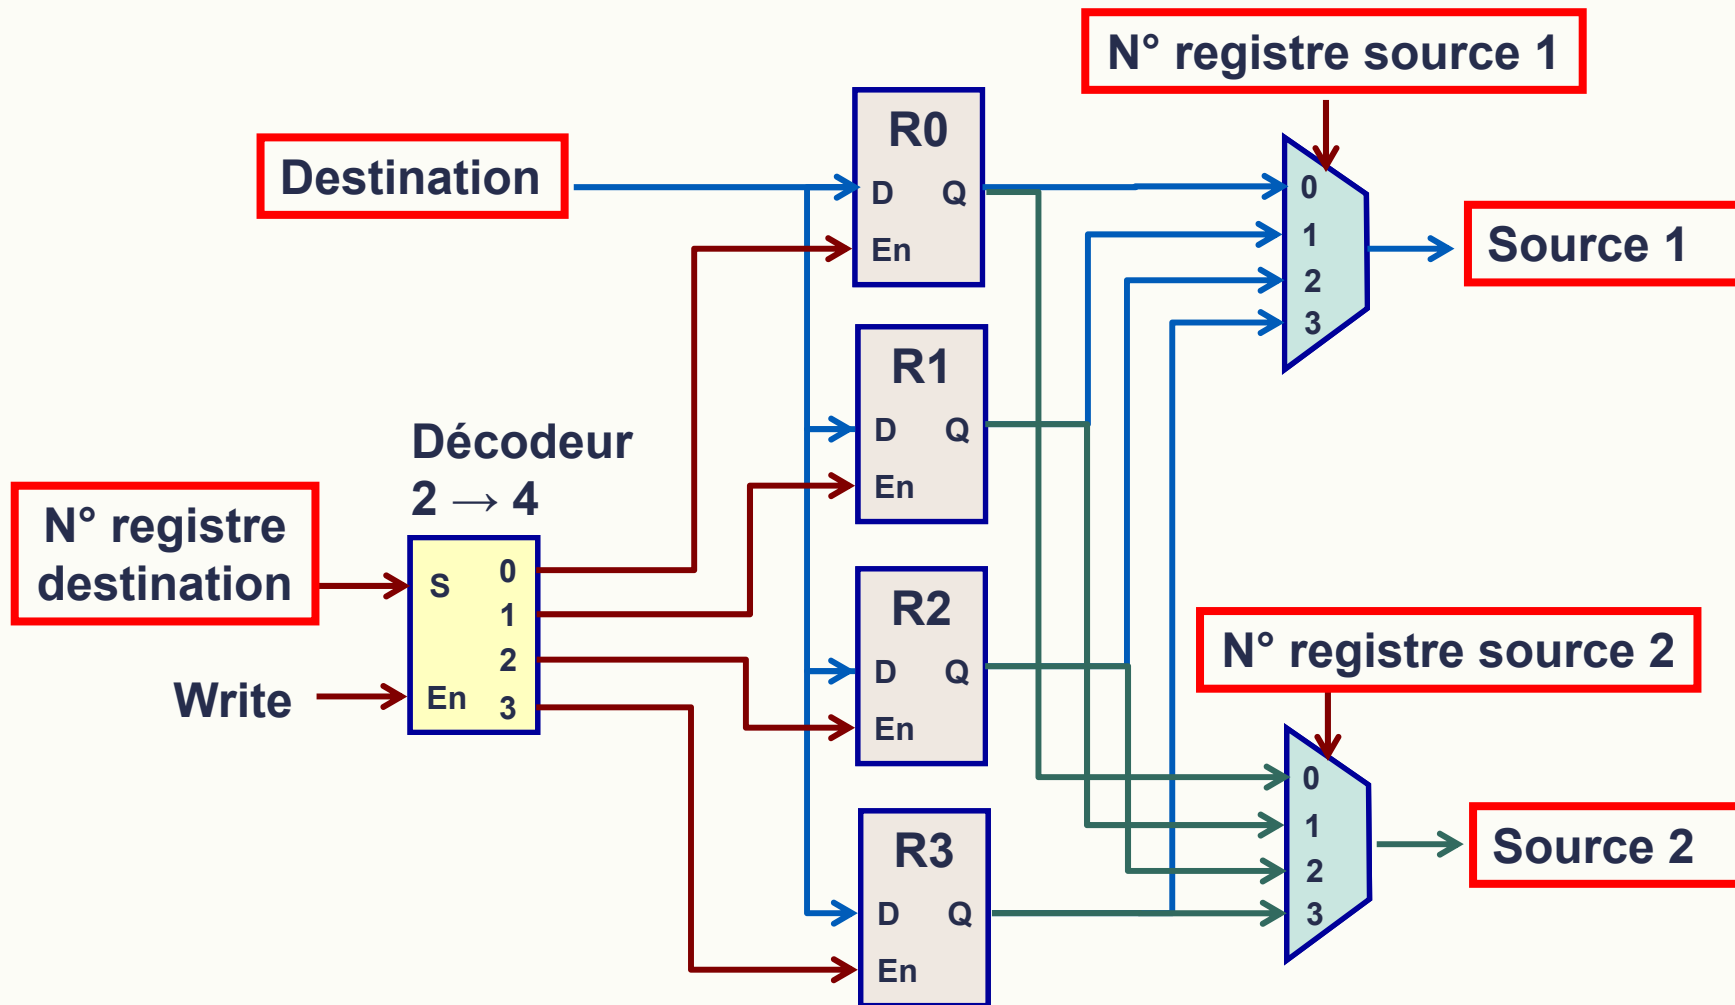 N° registre source 1
Destination
R0
D Q
En
0
1
2
3
Source 1
R1
D Q
En
Décodeur
2 → 4
N° registre
destination
S
0
1
2
3
En
Write
R2
D Q
En
N° registre source 2
0
1
2
3
Source 2
R3
D Q
En